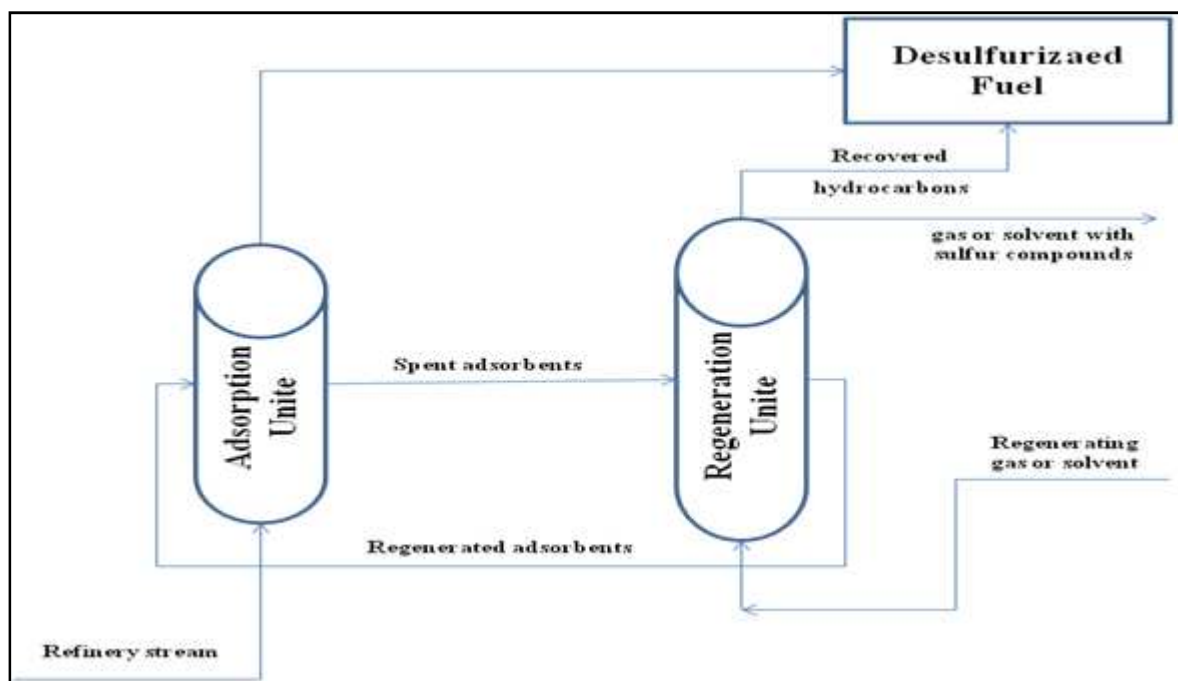 Desulfurizaed
Fuel
Recovered
hydrocarbons
gas or solvent with
sulfur compounds
Adsorption
Unite
Spent adsorbents
Regeneration
Unite
Regenerating
gas or solvent
Regenerated adsorbents
Refinery stream